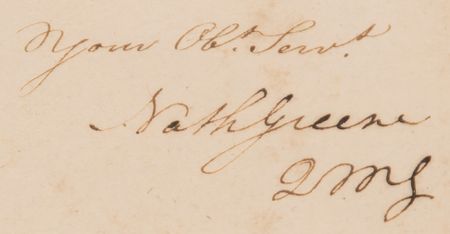 Your Obt. Servt.
Nath Greene
QMG